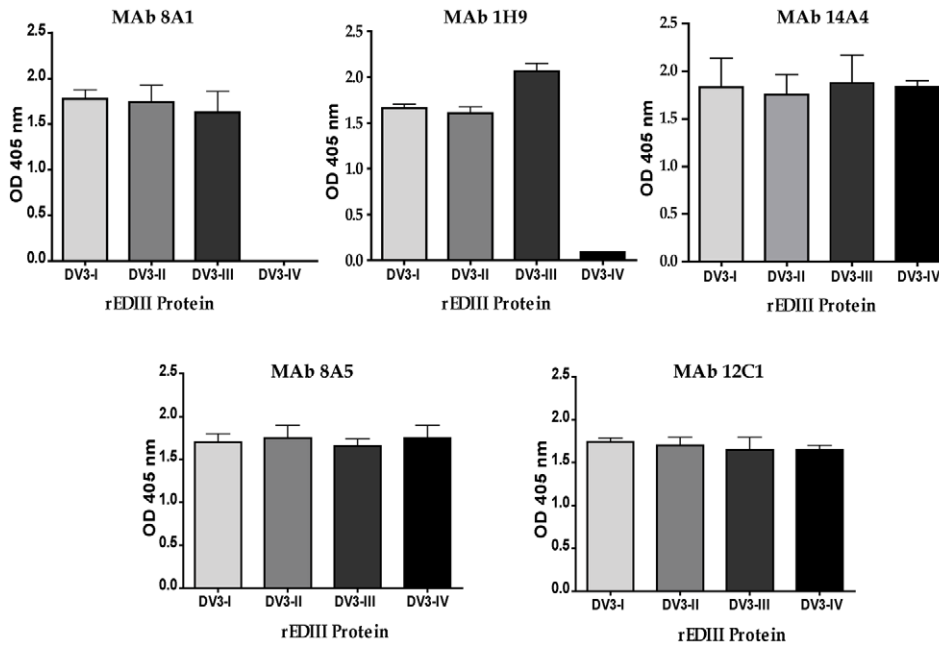 MAb 8A1
OD 405 nm
2.5
2.0
1.5
1.0
0.5
0.0
DV3-I DV3-II DV3-III DV3-IV
rEDIII Protein
MAb 1H9
OD 405 nm
2.5
2.0
1.5
1.0
0.5
0.0
DV3-I DV3-II DV3-III DV3-IV
rEDIII Protein
MAb 14A4
OD 405 nm
2.5
2.0
1.5
1.0
0.5
0.0
DV3-I DV3-II DV3-III DV3-IV
rEDIII Protein
MAb 8A5
OD 405 nm
2.5
2.0
1.5
1.0
0.5
0.0
DV3-I DV3-II DV3-III DV3-IV
rEDIII Protein
MAb 12C1
OD 405 nm
2.5
2.0
1.5
1.0
0.5
0.0
DV3-I DV3-II DV3-III DV3-IV
rEDIII Protein